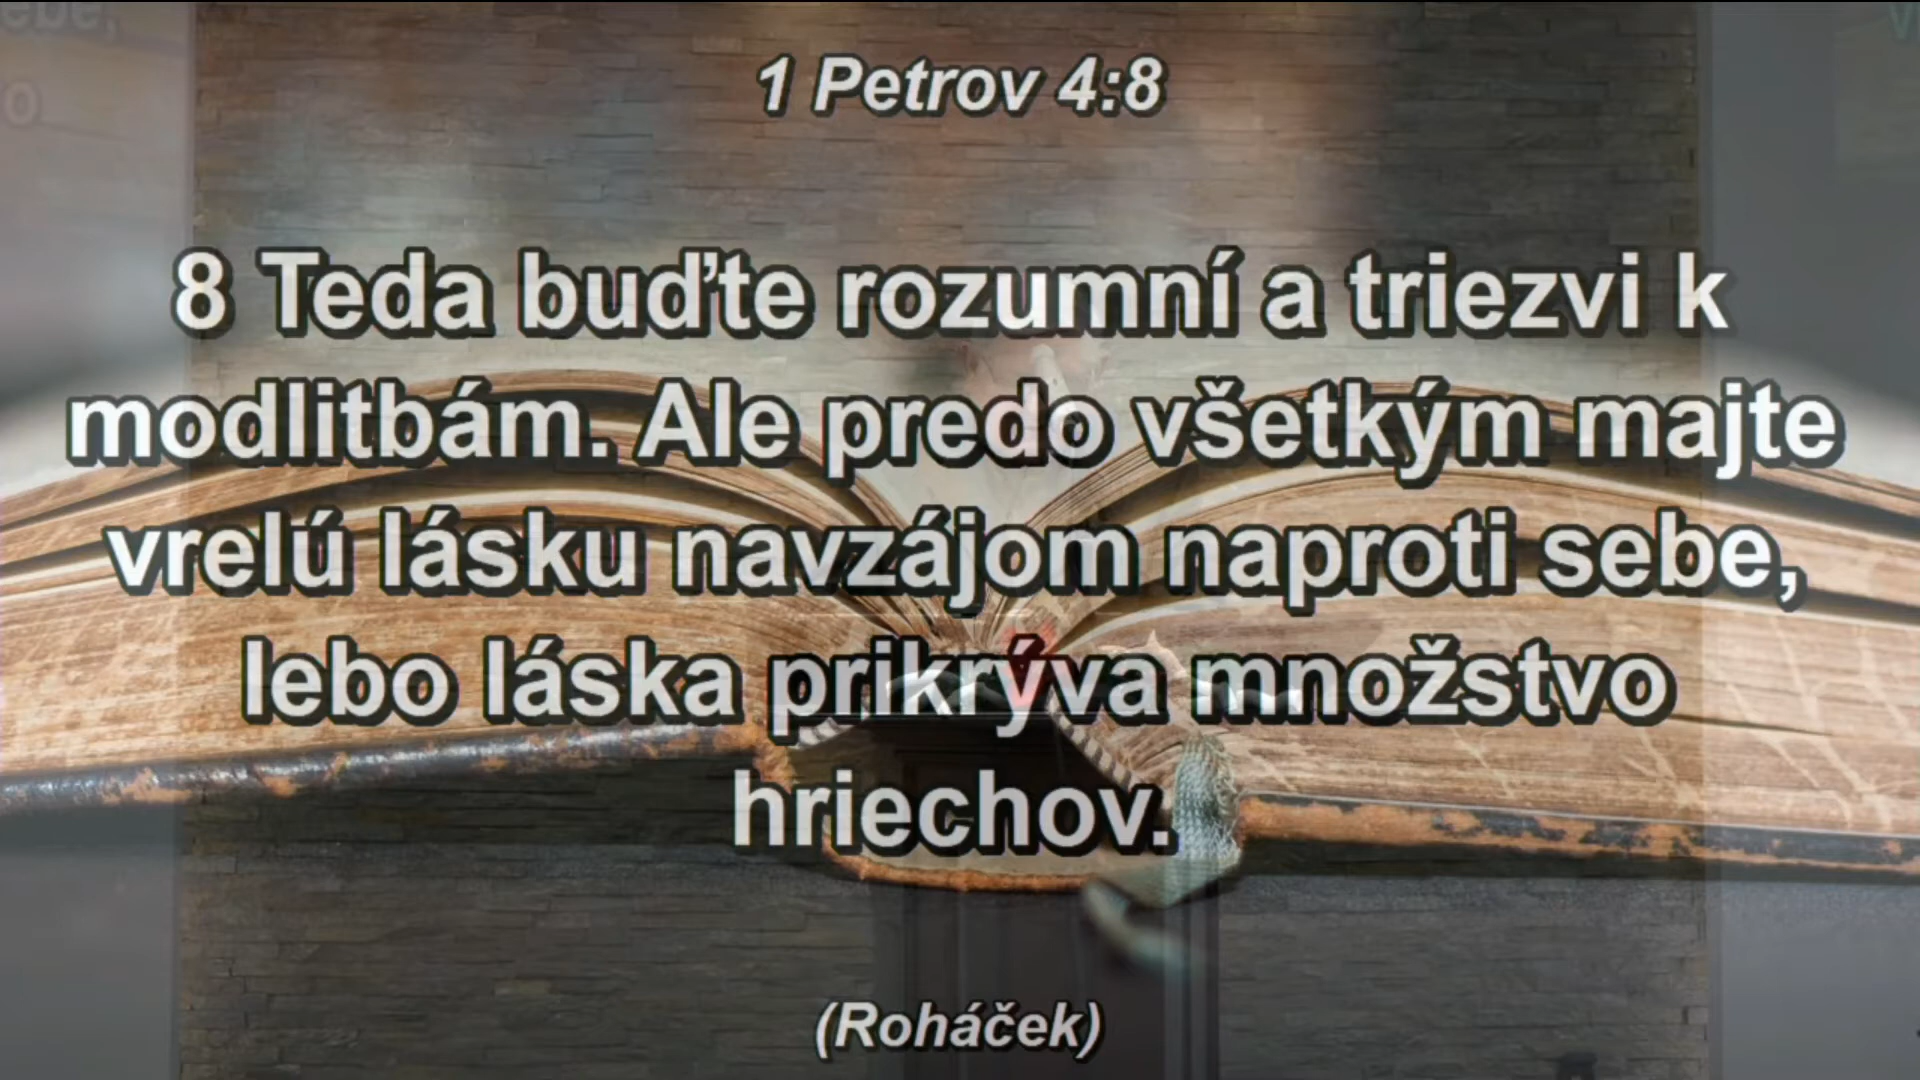 1 Petrov 4:8
8 Teda buďte rozumní a triezvi k
modlitbám. Ale predo všetkým majte
vrelú lásku navzájom naproti sebe,
lebo láska prikrýva množstvo
hriechov.
(Roháček)